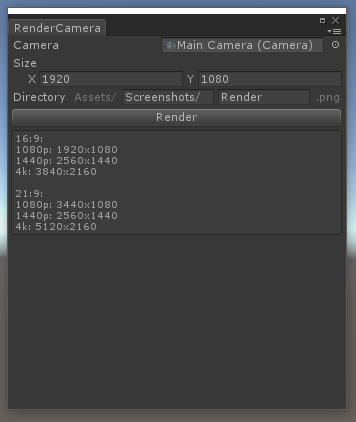 RenderCamera
Camera Main Camera (Camera)
Size
X 1920 Y 1080
Directory Assets/ Screenshots/ Render .png
Render
16:9:
1080p: 1920x1080
1440p: 2560x1440
4k: 3840x2160
21:9:
1080p: 3440x1080
1440p: 2560x1440
4k: 5120x2160